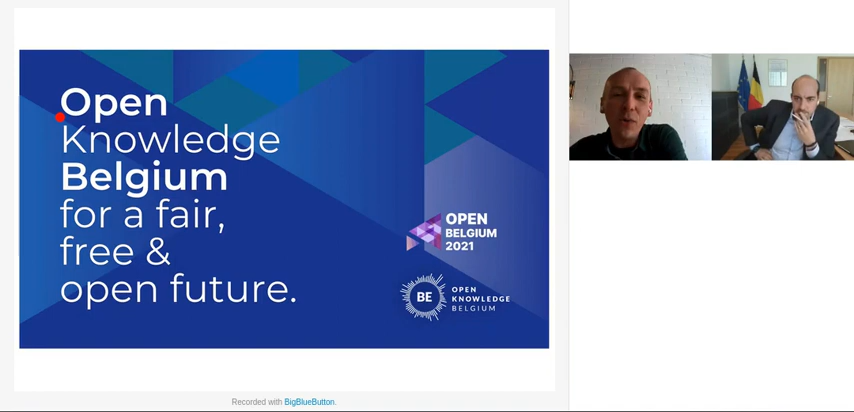 Open
Knowledge
Belgium
for a fair,
free &
open future.
OPEN
BELGIUM
2021
BE
OPEN
KNOWLEDGE
BELGIUM
Recorded with BigBlueButton.